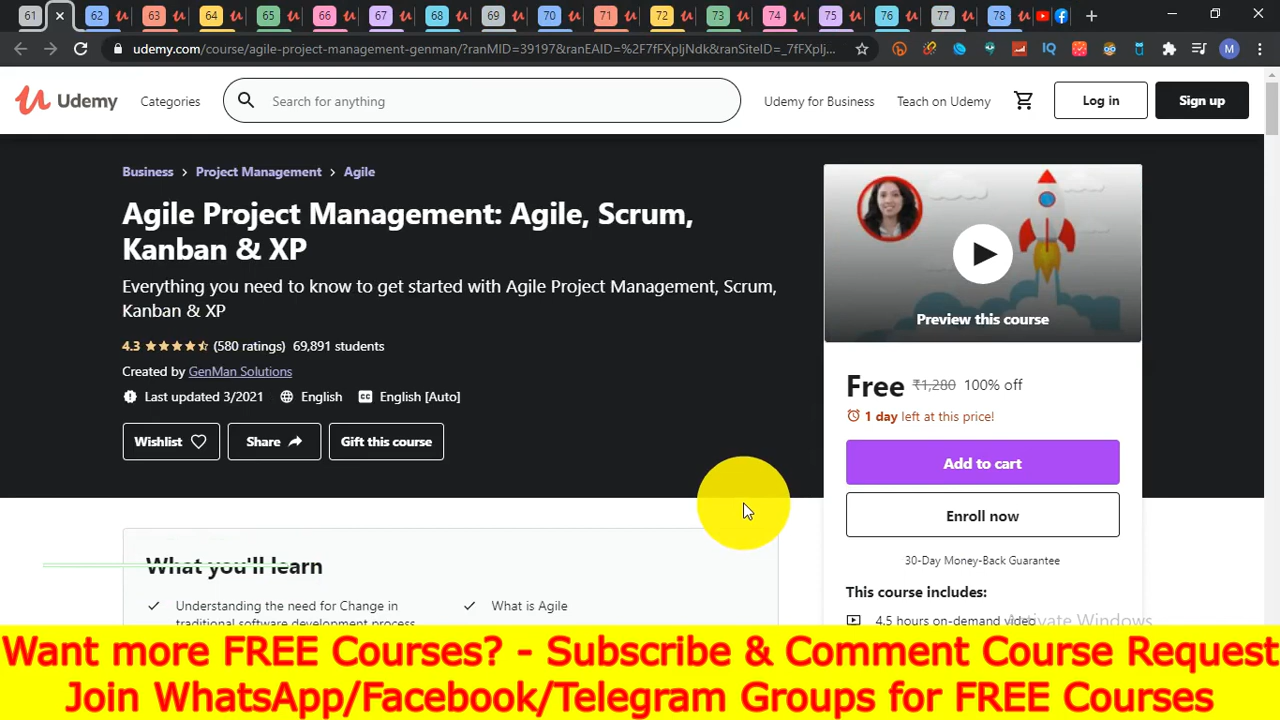 61 62 63 64 65 66 67 68 69 70 71 72 73 74 75 76 77 78
udemy.com/course/agile-project-management-genman/?ranMID=39197&ranEAID=%2F7fFXpljNdk&ranSiteID=_7fFXplj...
IQ M
Udemy Categories Search for anything Udemy for Business Teach on Udemy Log in Sign up
Business > Project Management > Agile
Agile Project Management: Agile, Scrum,
Kanban & XP
Everything you need to know to get started with Agile Project Management, Scrum,
Kanban & XP
4.3 (580 ratings) 69,891 students
Created by GenMan Solutions
Last updated 3/2021 English CC English [Auto]
Wishlist Share Gift this course
Preview this course
Free ₹1,280 100% off
1 day left at this price!
Add to cart
Enroll now
30-Day Money-Back Guarantee
This course includes:
4.5 hours on-demand video
Activate Windows
What you'll learn
Understanding the need for Change in
traditional software development process
What is Agile
Want more FREE Courses? - Subscribe & Comment Course Request
Join WhatsApp/Facebook/Telegram Groups for FREE Courses